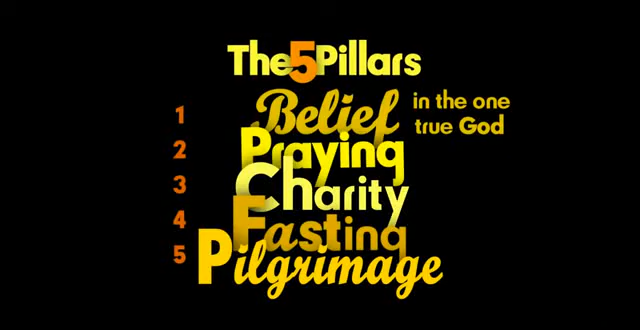 The 5 Pillars
1 Belief in the one true God
2 Praying
3 Charity
4 Fasting
5 Pilgrimage